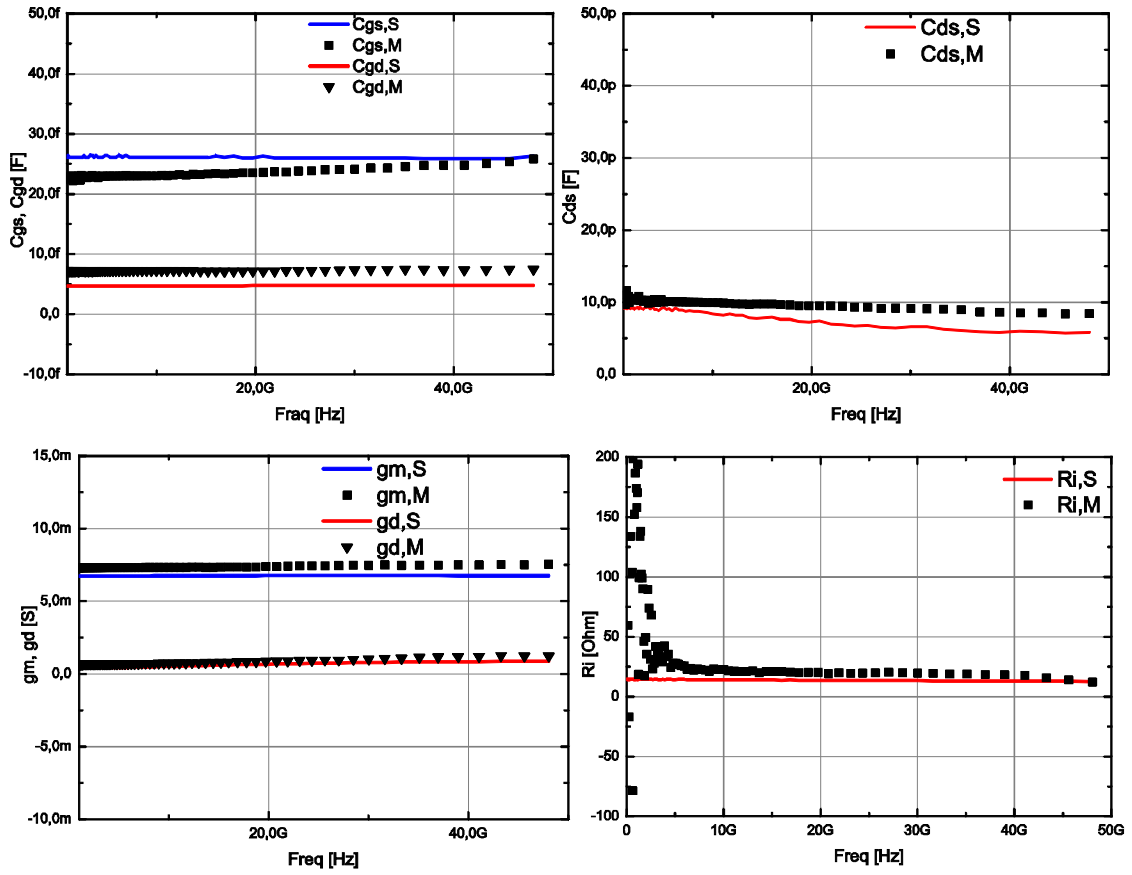 50,0f
40,0f
30,0f
20,0f
10,0f
0,0
-10,0f
Cgs, Cgd [F]
Cgs,S
Cgs,M
Cgd,S
Cgd,M
20,0G
40,0G
Fraq [Hz]
50,0p
40,0p
30,0p
20,0p
10,0p
0,0
Cds [F]
Cds,S
Cds,M
20,0G
40,0G
Freq [Hz]
15,0m
10,0m
5,0m
0,0
-5,0m
-10,0m
gm, gd [S]
gm,S
gm,M
gd,S
gd,M
20,0G
40,0G
Freq [Hz]
200
150
100
50
0
-50
-100
Ri [Ohm]
Ri,S
Ri,M
0
10G
20G
30G
40G
50G
Freq [Hz]